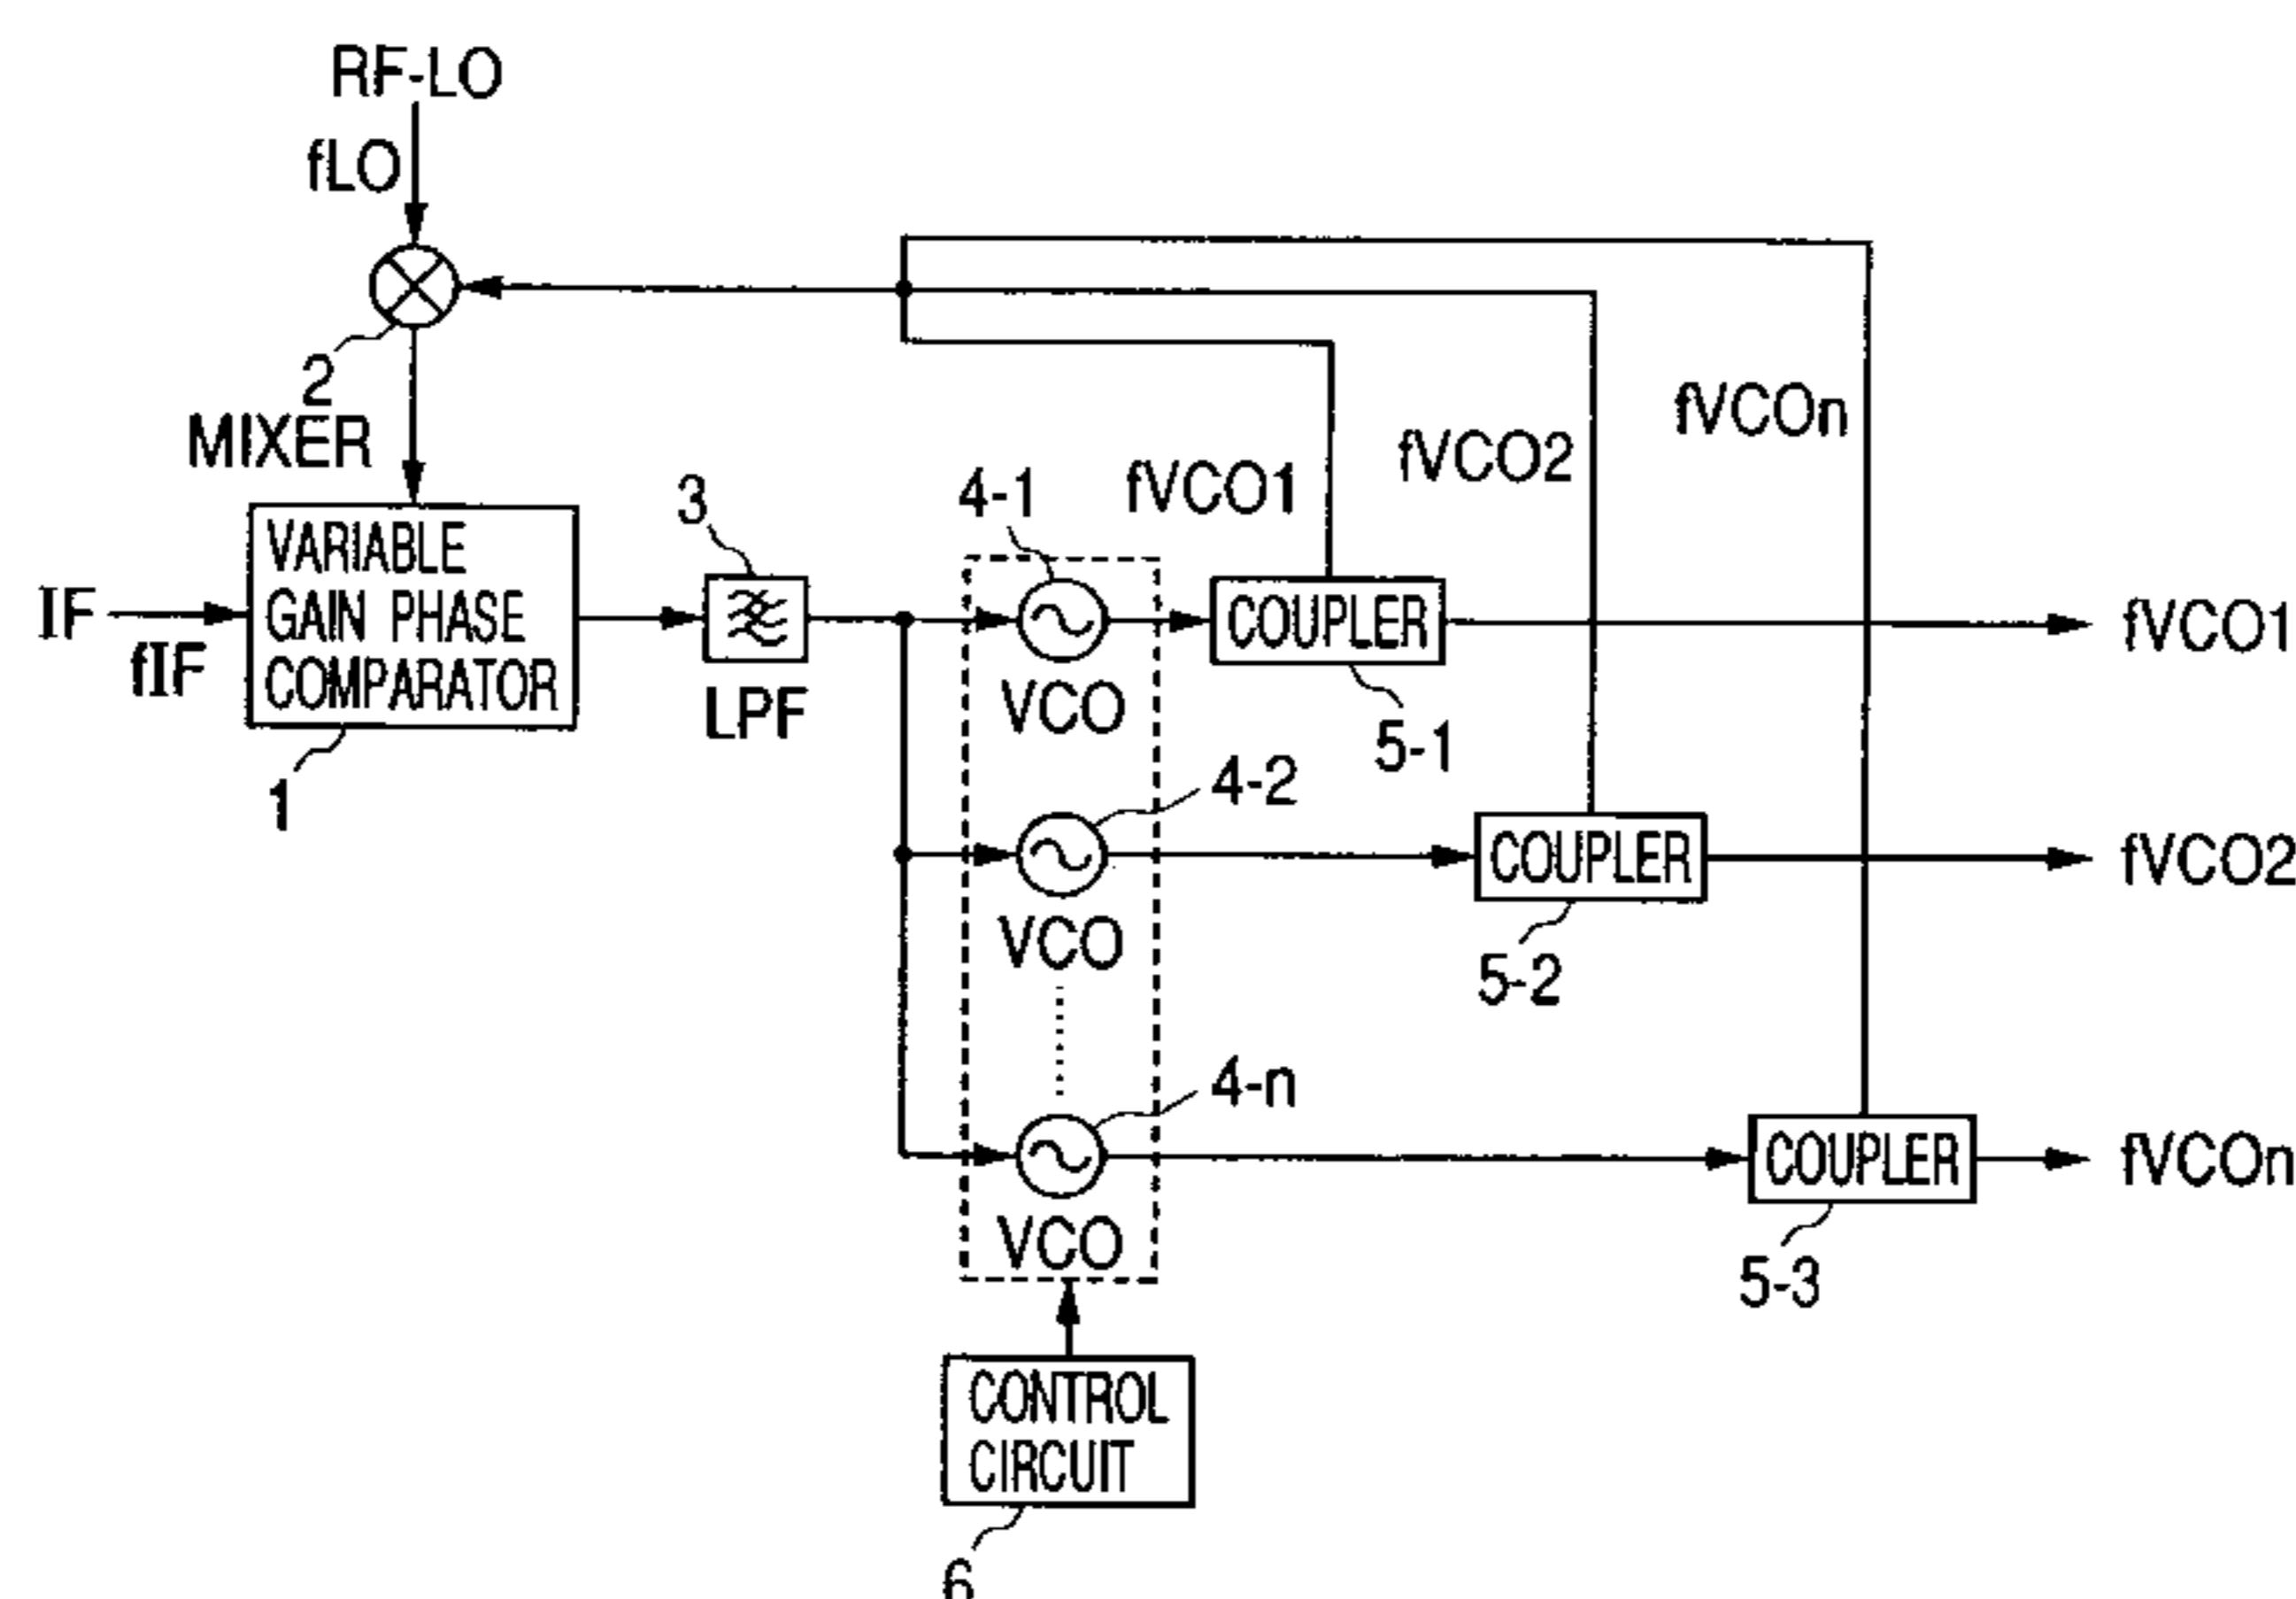 RF-LO
fLO
2
MIXER
fVCOn
fVCO2
fVCO1
3
4-1
VARIABLE
GAIN PHASE
COMPARATOR
IF
fIF
1
LPF
VCO
COUPLER
5-1
fVCO1
4-2
VCO
COUPLER
5-2
fVCO2
4-n
VCO
COUPLER
5-3
fVCOn
CONTROL
CIRCUIT
6